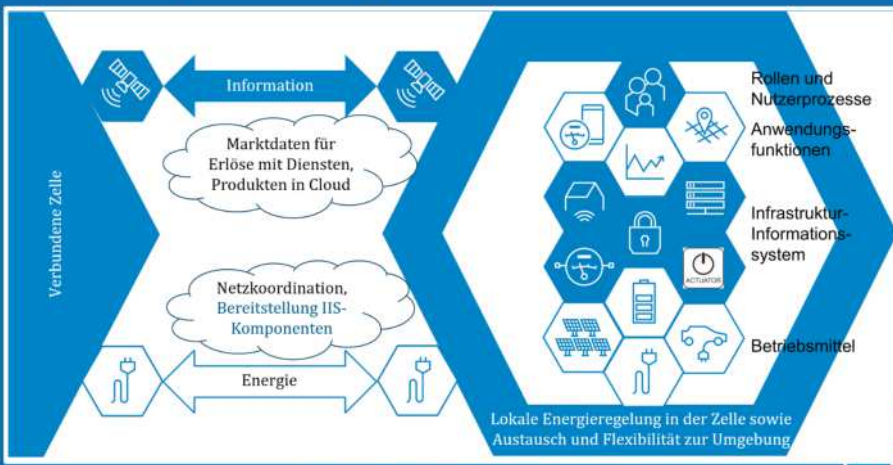 Verbundene Zelle
Information
Marktdaten für
Erlöse mit Diensten,
Produkten in Cloud
Netzkoordination,
Bereitstellung IIS-
Komponenten
Energie
Rollen und
Nutzerprozesse
Anwendungs-
funktionen
Infrastruktur-
Informations-
system
ACTUATOR
Betriebsmittel
Lokale Energieregelung in der Zelle sowie
Austausch und Flexibilität zur Umgebung